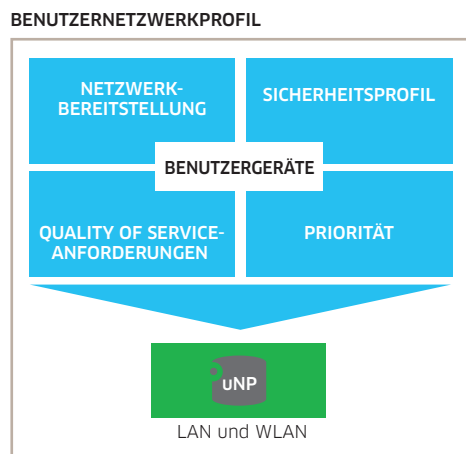 BENUTZERNETZWERKPROFIL
NETZWERK-
BEREITSTELLUNG
SICHERHEITSPROFIL
BENUTZERGERÄTE
QUALITY OF SERVICE-
ANFORDERUNGEN
PRIORITÄT
uNP
LAN und WLAN